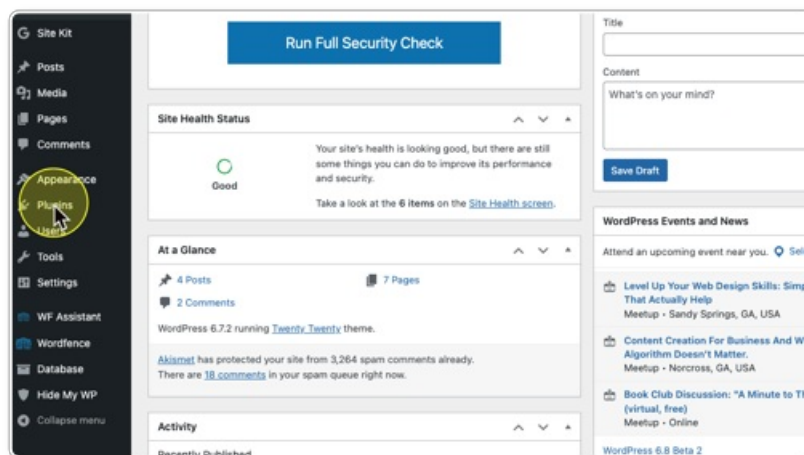 Site Kit
Posts
Media
Pages
Comments
Appearance
Plugins
Users
Tools
Settings
WF Assistant
Wordfence
Database
Hide My WP
Collapse menu
Run Full Security Check
Site Health Status
Good
Your site's health is looking good, but there are still
some things you can do to improve its performance
and security.
Take a look at the 6 items on the Site Health screen.
At a Glance
4 Posts
7 Pages
2 Comments
WordPress 6.7.2 running Twenty Twenty theme.
Akismet has protected your site from 3,264 spam comments already.
There are 18 comments in your spam queue right now.
Activity
Recently Published
Title
Content
What's on your mind?
Save Draft
WordPress Events and News
Attend an upcoming event near you.
Level Up Your Web Design Skills:
That Actually Help
Meetup • Sandy Springs, GA, USA
Content Creation For Business And
Algorithm Doesn't Matter.
Meetup • Norcross, GA, USA
Book Club Discussion: "A Minute to
(virtual, free)
Meetup • Online
WordPress 6.8 Beta 2